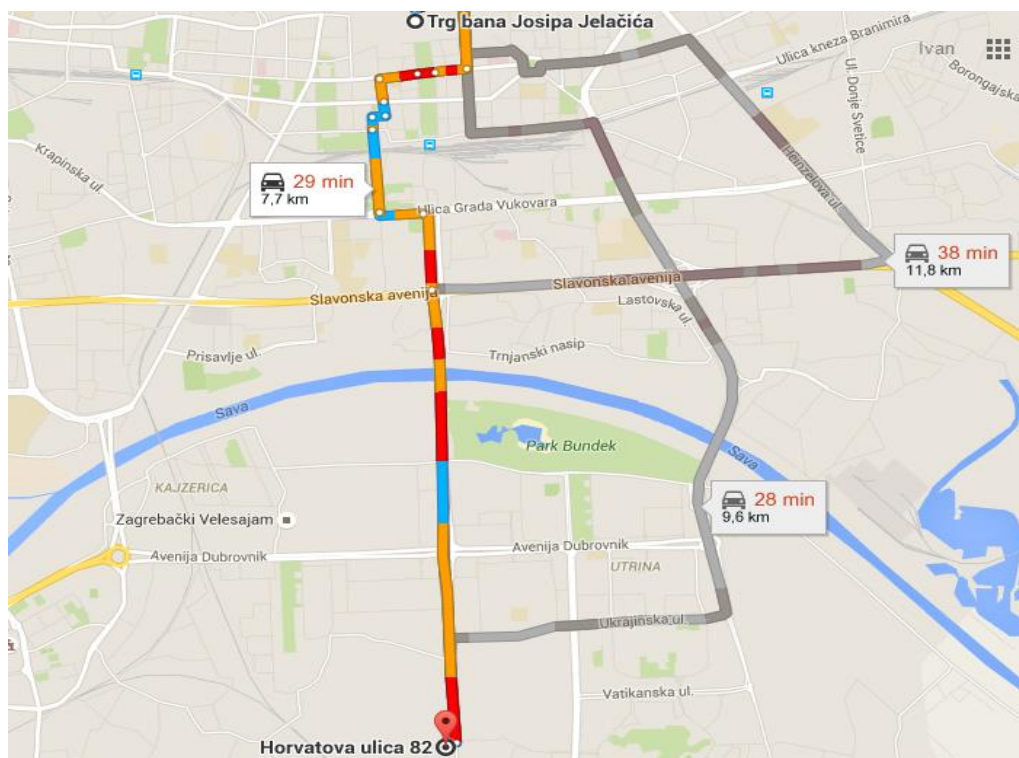 Trg bana Josipa Jelačića
Ulica kneza Branimira
Ivan
Borongajska
Ul. Donje Svetice
Krapinska ul.
29 min
7,7 km
Heinzelova ul.
Ulica Grada Vukovara
38 min
11,8 km
Slavonska avenija
Slavonska avenija
Lastovska ul.
Prisavlje ul.
Trnjanski nasip
Sava
Park Bundek
Sava
KAJZERICA
28 min
9,6 km
Zagrebački Velesajam
Avenija Dubrovnik
Avenija Dubrovnik
UTRINA
Ukrajinska ul.
Vatikanska ul.
Horvatova ulica 82